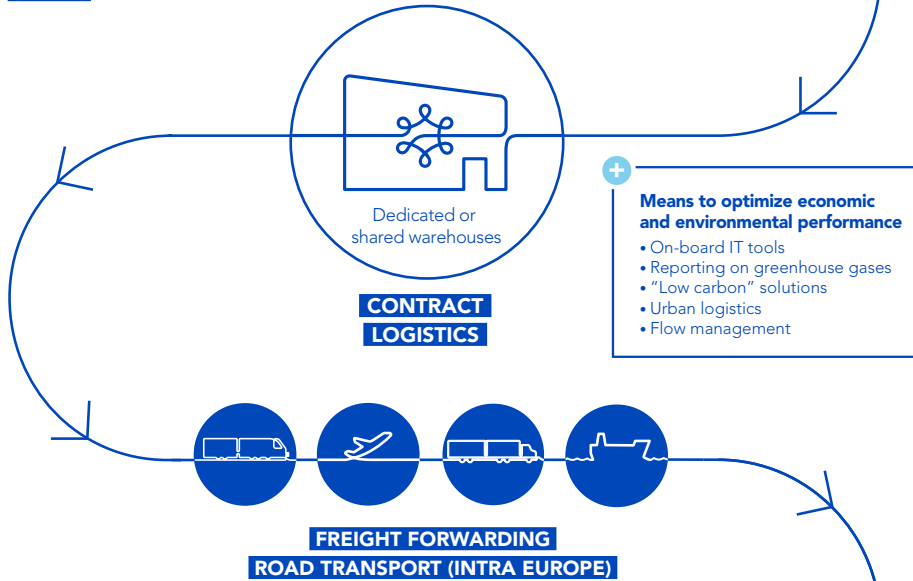 Dedicated or
shared warehouses
CONTRACT
LOGISTICS
+
Means to optimize economic
and environmental performance
• On-board IT tools
• Reporting on greenhouse gases
• “Low carbon” solutions
• Urban logistics
• Flow management
FREIGHT FORWARDING
ROAD TRANSPORT (INTRA EUROPE)